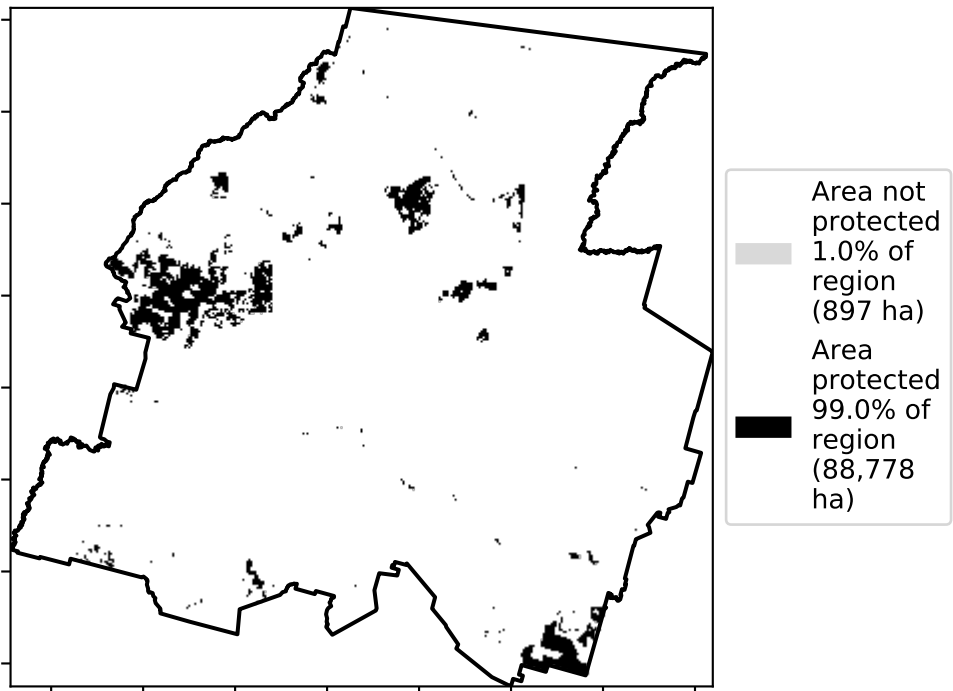 Area not
protected
1.0% of
region
(897 ha)
Area
protected
99.0% of
region
(88,778
ha)